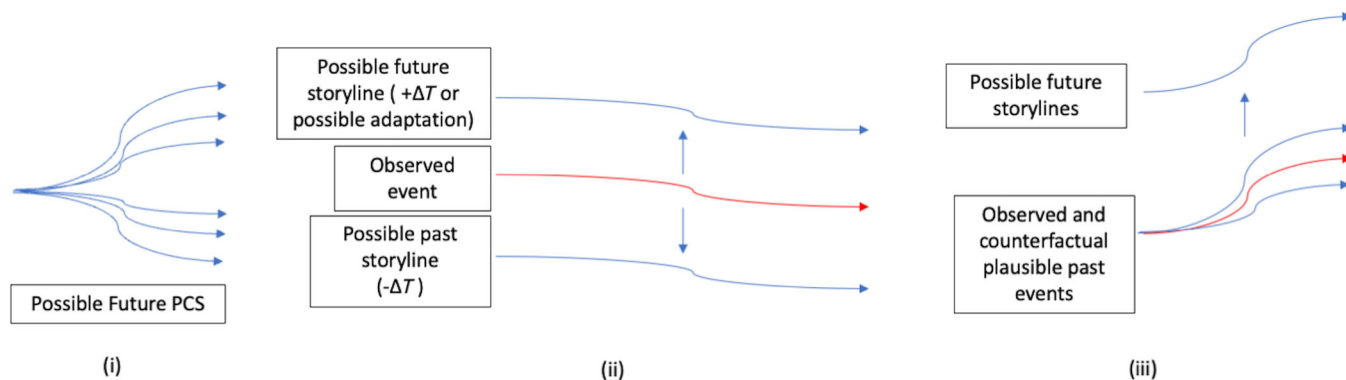 Possible Future PCS
(i)
Possible future
storyline ( +ΔT or
possible adaptation)
Observed
event
Possible past
storyline
(-ΔT )
(ii)
Possible future
storylines
Observed and
counterfactual
plausible past
events
(iii)